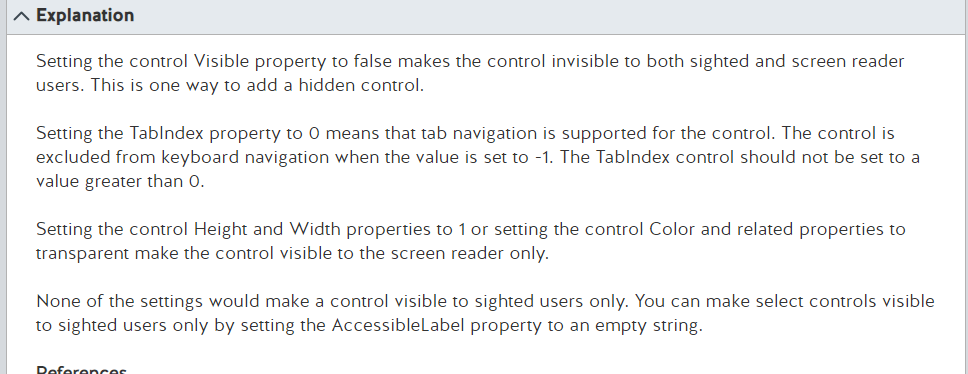 Explanation
Setting the control Visible property to false makes the control invisible to both sighted and screen reader
users. This is one way to add a hidden control.
Setting the TabIndex property to 0 means that tab navigation is supported for the control. The control is
excluded from keyboard navigation when the value is set to -1. The TabIndex control should not be set to a
value greater than 0.
Setting the control Height and Width properties to 1 or setting the control Color and related properties to
transparent make the control visible to the screen reader only.
None of the settings would make a control visible to sighted users only. You can make select controls visible
to sighted users only by setting the AccessibleLabel property to an empty string.
References